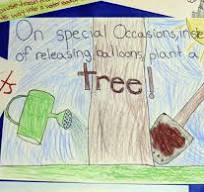 On special Occasions, inste
of releasing balloons, plant a
tree!